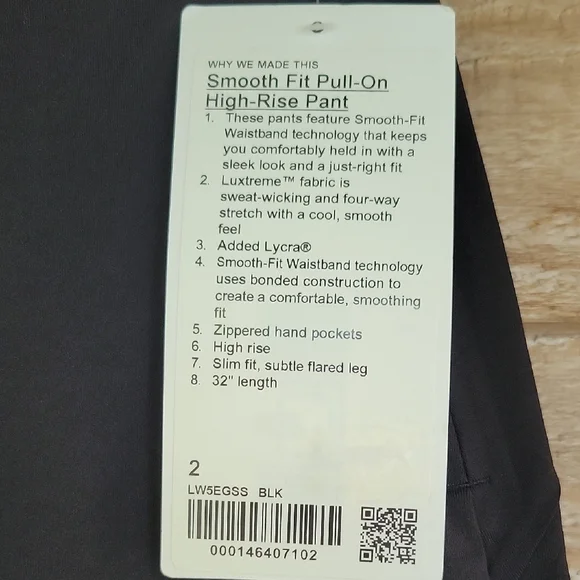 WHY WE MADE THIS
Smooth Fit Pull-On
High-Rise Pant
1. These pants feature Smooth-Fit
Waistband technology that keeps
you comfortably held in with a
sleek look and a just-right fit
2. Luxtreme™ fabric is
sweat-wicking and four-way
stretch with a cool, smooth
feel
3. Added Lycra®
4. Smooth-Fit Waistband technology
uses bonded construction to
create a comfortable, smoothing
fit
5. Zippered hand pockets
6. High rise
7. Slim fit, subtle flared leg
8. 32" length
2
LW5EGSS BLK
000146407102